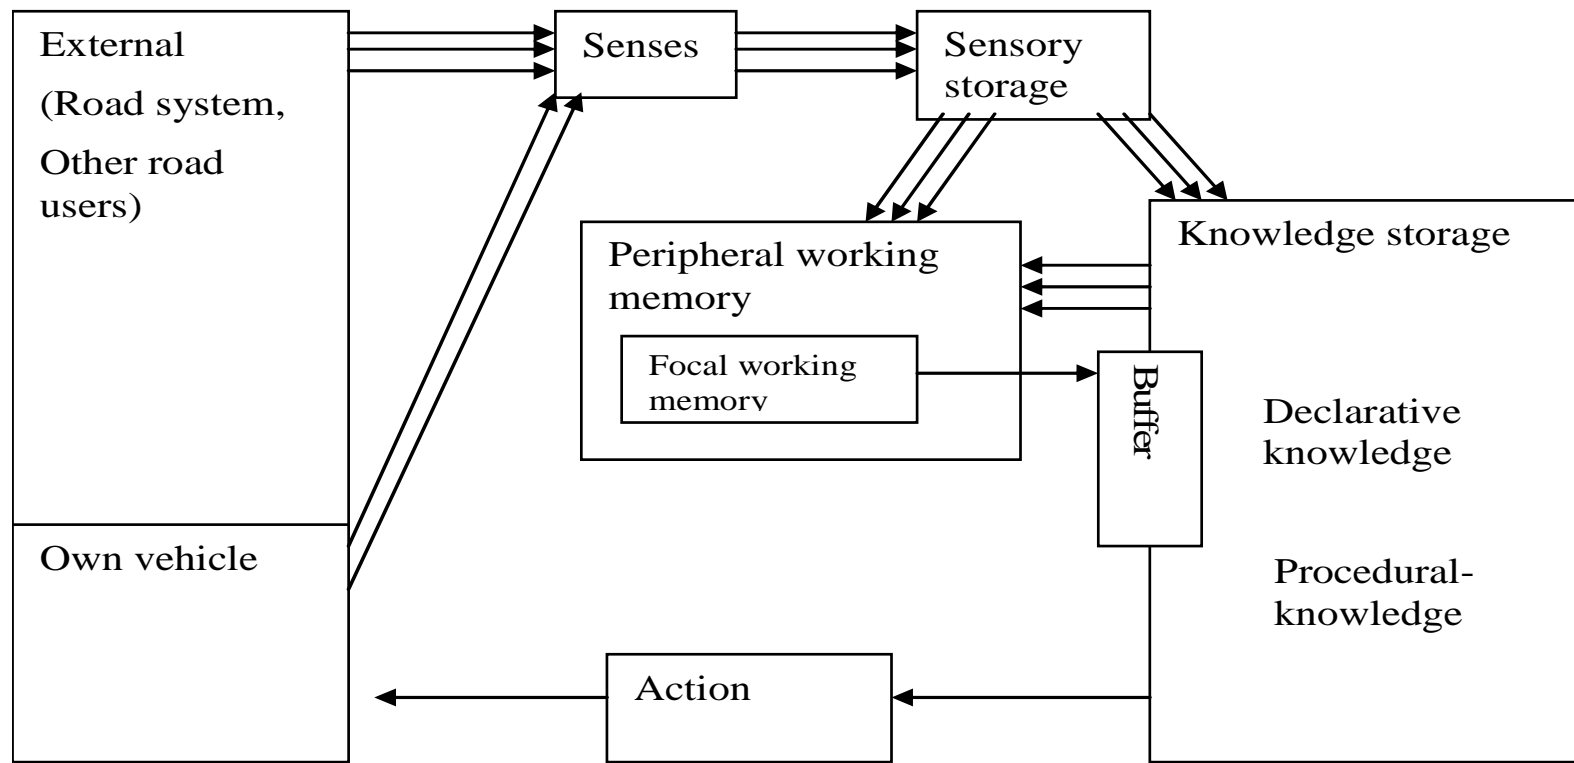 External
(Road system,
Other road
users)
Senses
Sensory
storage
Peripheral working
memory
Knowledge storage
Focal working
memory
Buffer
Declarative
knowledge
Own vehicle
Procedural-
knowledge
Action